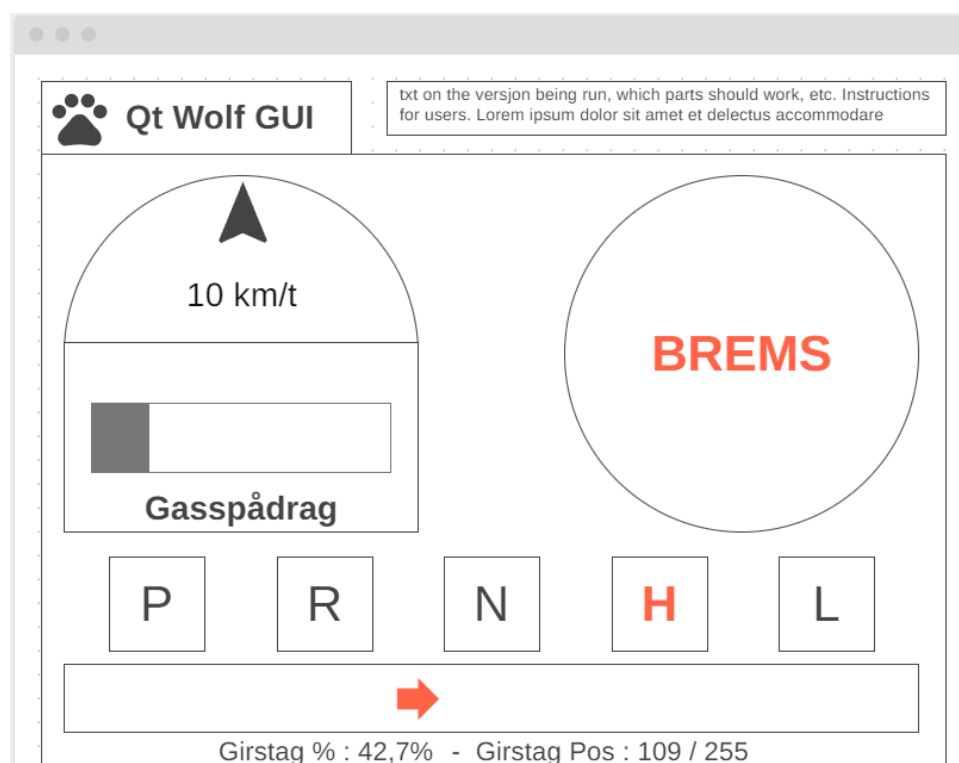 Qt Wolf GUI
txt on the versjon being run, which parts should work, etc. Instructions
for users. Lorem ipsum dolor sit amet et delectus accommodare
10 km/t
BREMS
Gasspådrag
P R N H L
Girstag % : 42,7% - Girstag Pos : 109 / 255